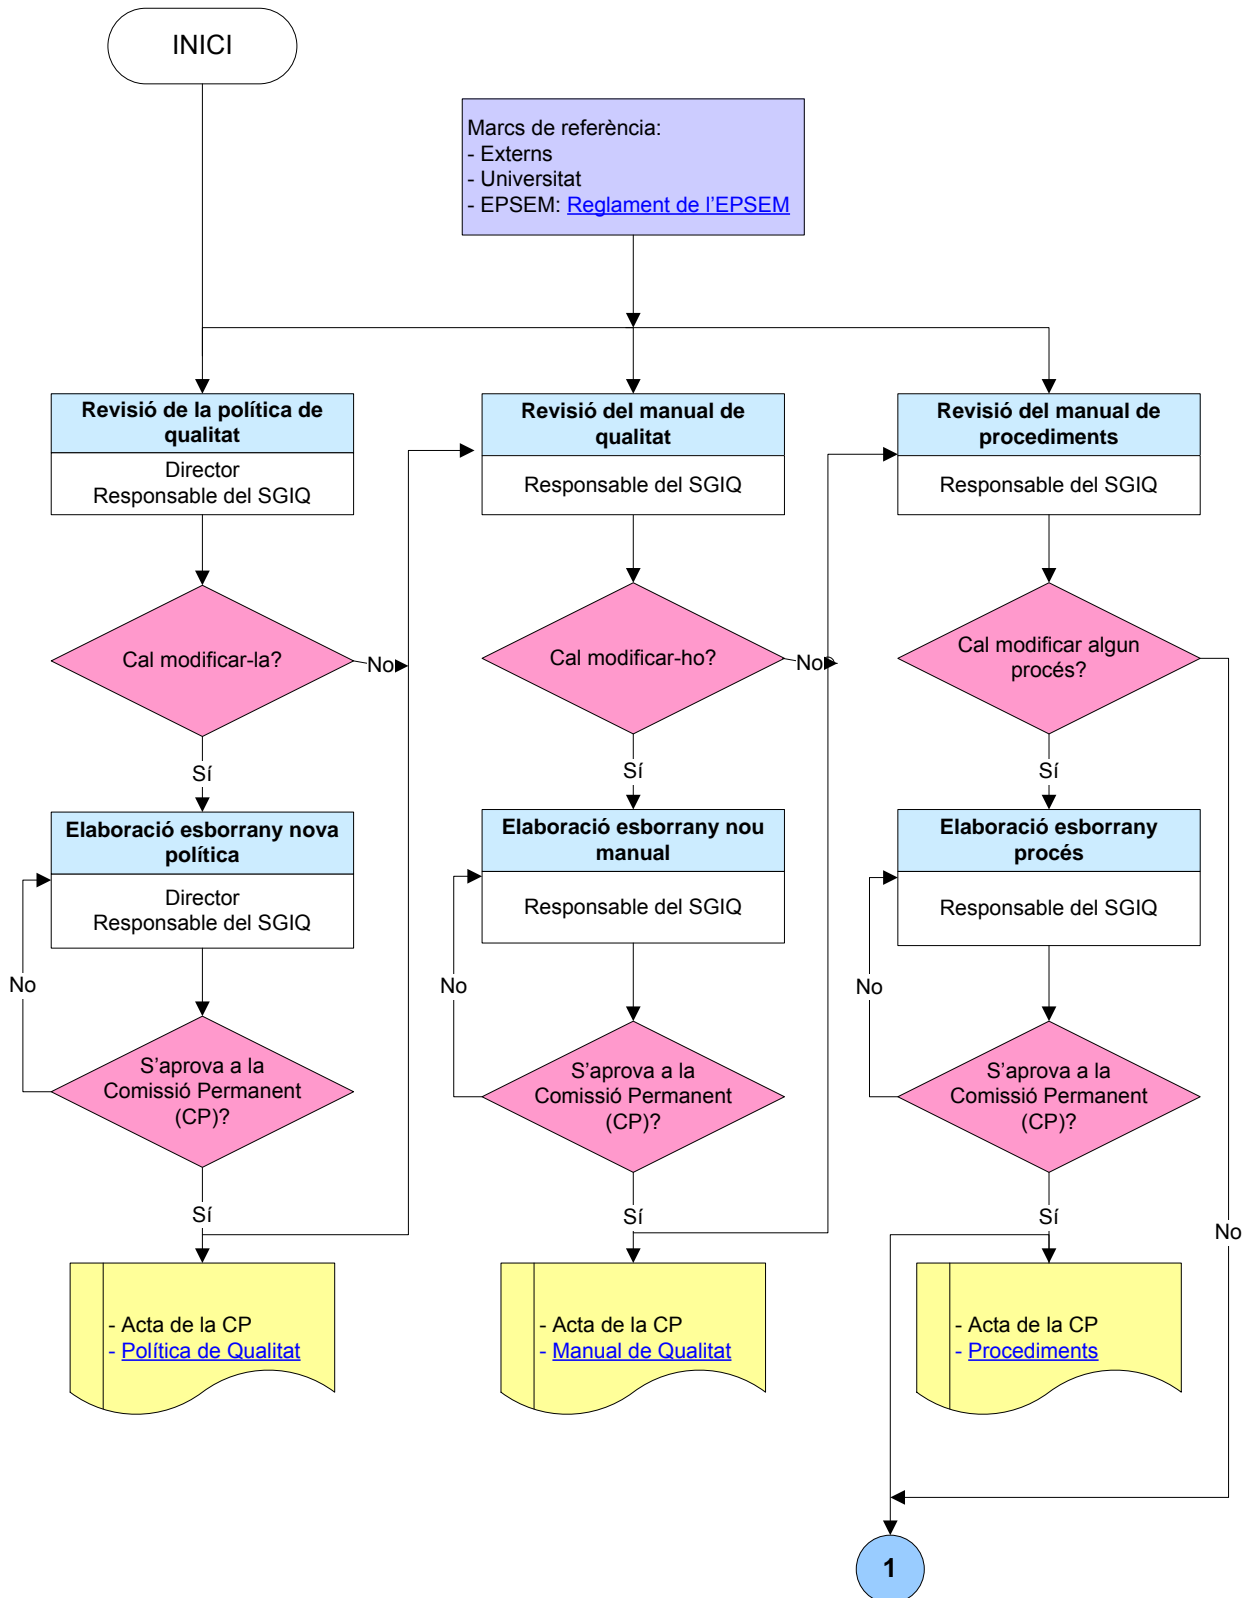 INICI
Marcs de referència:
- Externs
- Universitat
- EPSEM: Reglament de l’EPSEM
Revisió de la política de
qualitat
Director
Responsable del SGIQ
Revisió del manual de
qualitat
Responsable del SGIQ
Revisió del manual de
procediments
Responsable del SGIQ
Cal modificar-la?
No
Cal modificar-ho?
No
Cal modificar algun
procés?
Sí
Sí
Sí
Elaboració esborrany nova
política
Director
Responsable del SGIQ
Elaboració esborrany nou
manual
Responsable del SGIQ
Elaboració esborrany
procés
Responsable del SGIQ
No
No
No
S’aprova a la
Comissió Permanent
(CP)?
S’aprova a la
Comissió Permanent
(CP)?
S’aprova a la
Comissió Permanent
(CP)?
Sí
Sí
Sí
No
- Acta de la CP
- Política de Qualitat
- Acta de la CP
- Manual de Qualitat
- Acta de la CP
- Procediments
1